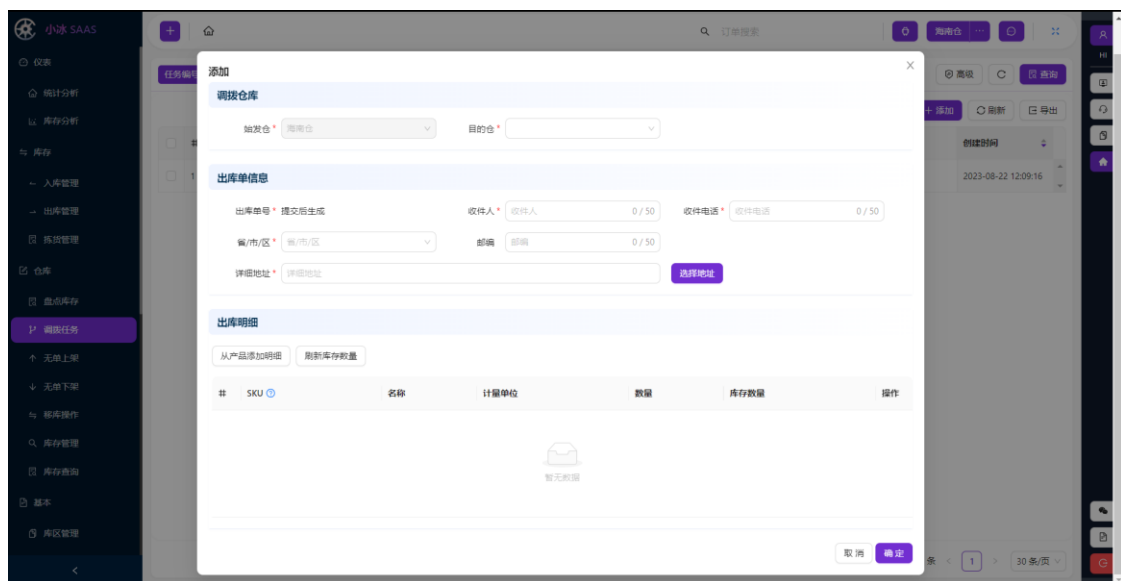 小冰 SAAS
订单搜索
海南仓
HI
仪表
统计分析
库存分析
库存
入库管理
出库管理
拣货管理
仓库
盘点库存
调拨任务
无单上架
无单下架
移库操作
库存管理
库存查询
基本
库区管理
任务编号
高级
查询
添加
刷新
导出
#
创建时间
1
2023-08-22 12:09:16
添加
调拨仓库
始发仓* 海南仓
目的仓*
出库单信息
出库单号* 提交后生成
收件人* 收件人 0 / 50
收件电话* 收件电话 0 / 50
省/市/区* 省/市/区
邮编 邮编 0 / 50
详细地址* 详细地址
选择地址
出库明细
从产品添加明细 刷新库存数量
# SKU 名称 计量单位 数量 库存数量 操作
暂无数据
取 消 确 定
条 < 1 > 30 条/页